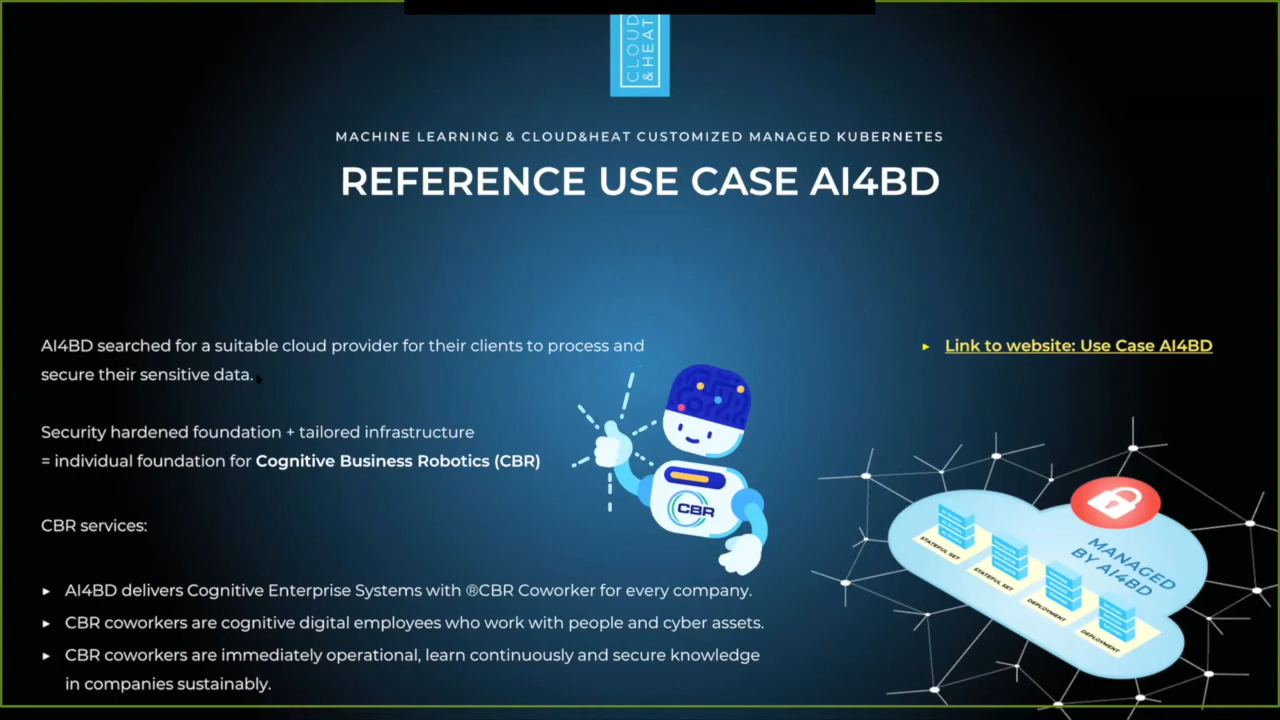 CLOUD
&HEAT
MACHINE LEARNING & CLOUD&HEAT CUSTOMIZED MANAGED KUBERNETES
REFERENCE USE CASE AI4BD
AI4BD searched for a suitable cloud provider for their clients to process and
secure their sensitive data.
► Link to website: Use Case AI4BD
Security hardened foundation + tailored infrastructure
= individual foundation for Cognitive Business Robotics (CBR)
CBR
CBR services:
► AI4BD delivers Cognitive Enterprise Systems with ®CBR Coworker for every company.
► CBR coworkers are cognitive digital employees who work with people and cyber assets.
► CBR coworkers are immediately operational, learn continuously and secure knowledge
in companies sustainably.
MANAGED
BY AI4BD
STATEFUL SET
STATEFUL SET
DEPLOYMENT
DEPLOYMENT